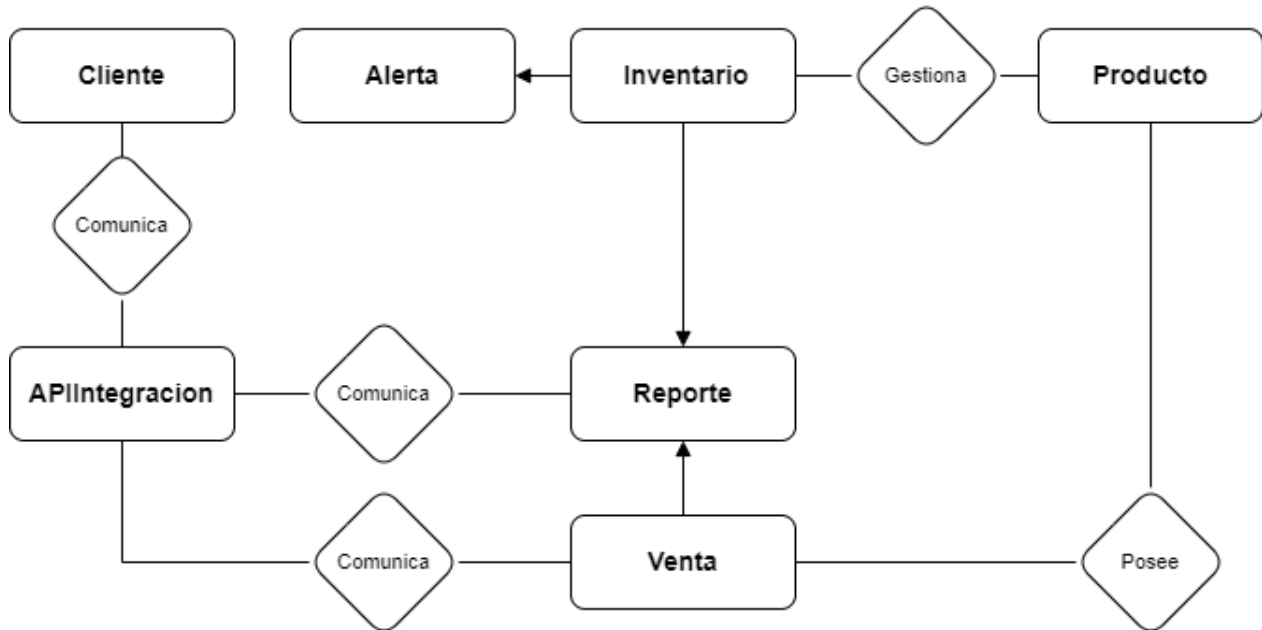 Cliente
Alerta
Inventario
Gestiona
Producto
Comunica
APIIntegracion
Comunica
Reporte
Comunica
Venta
Posee